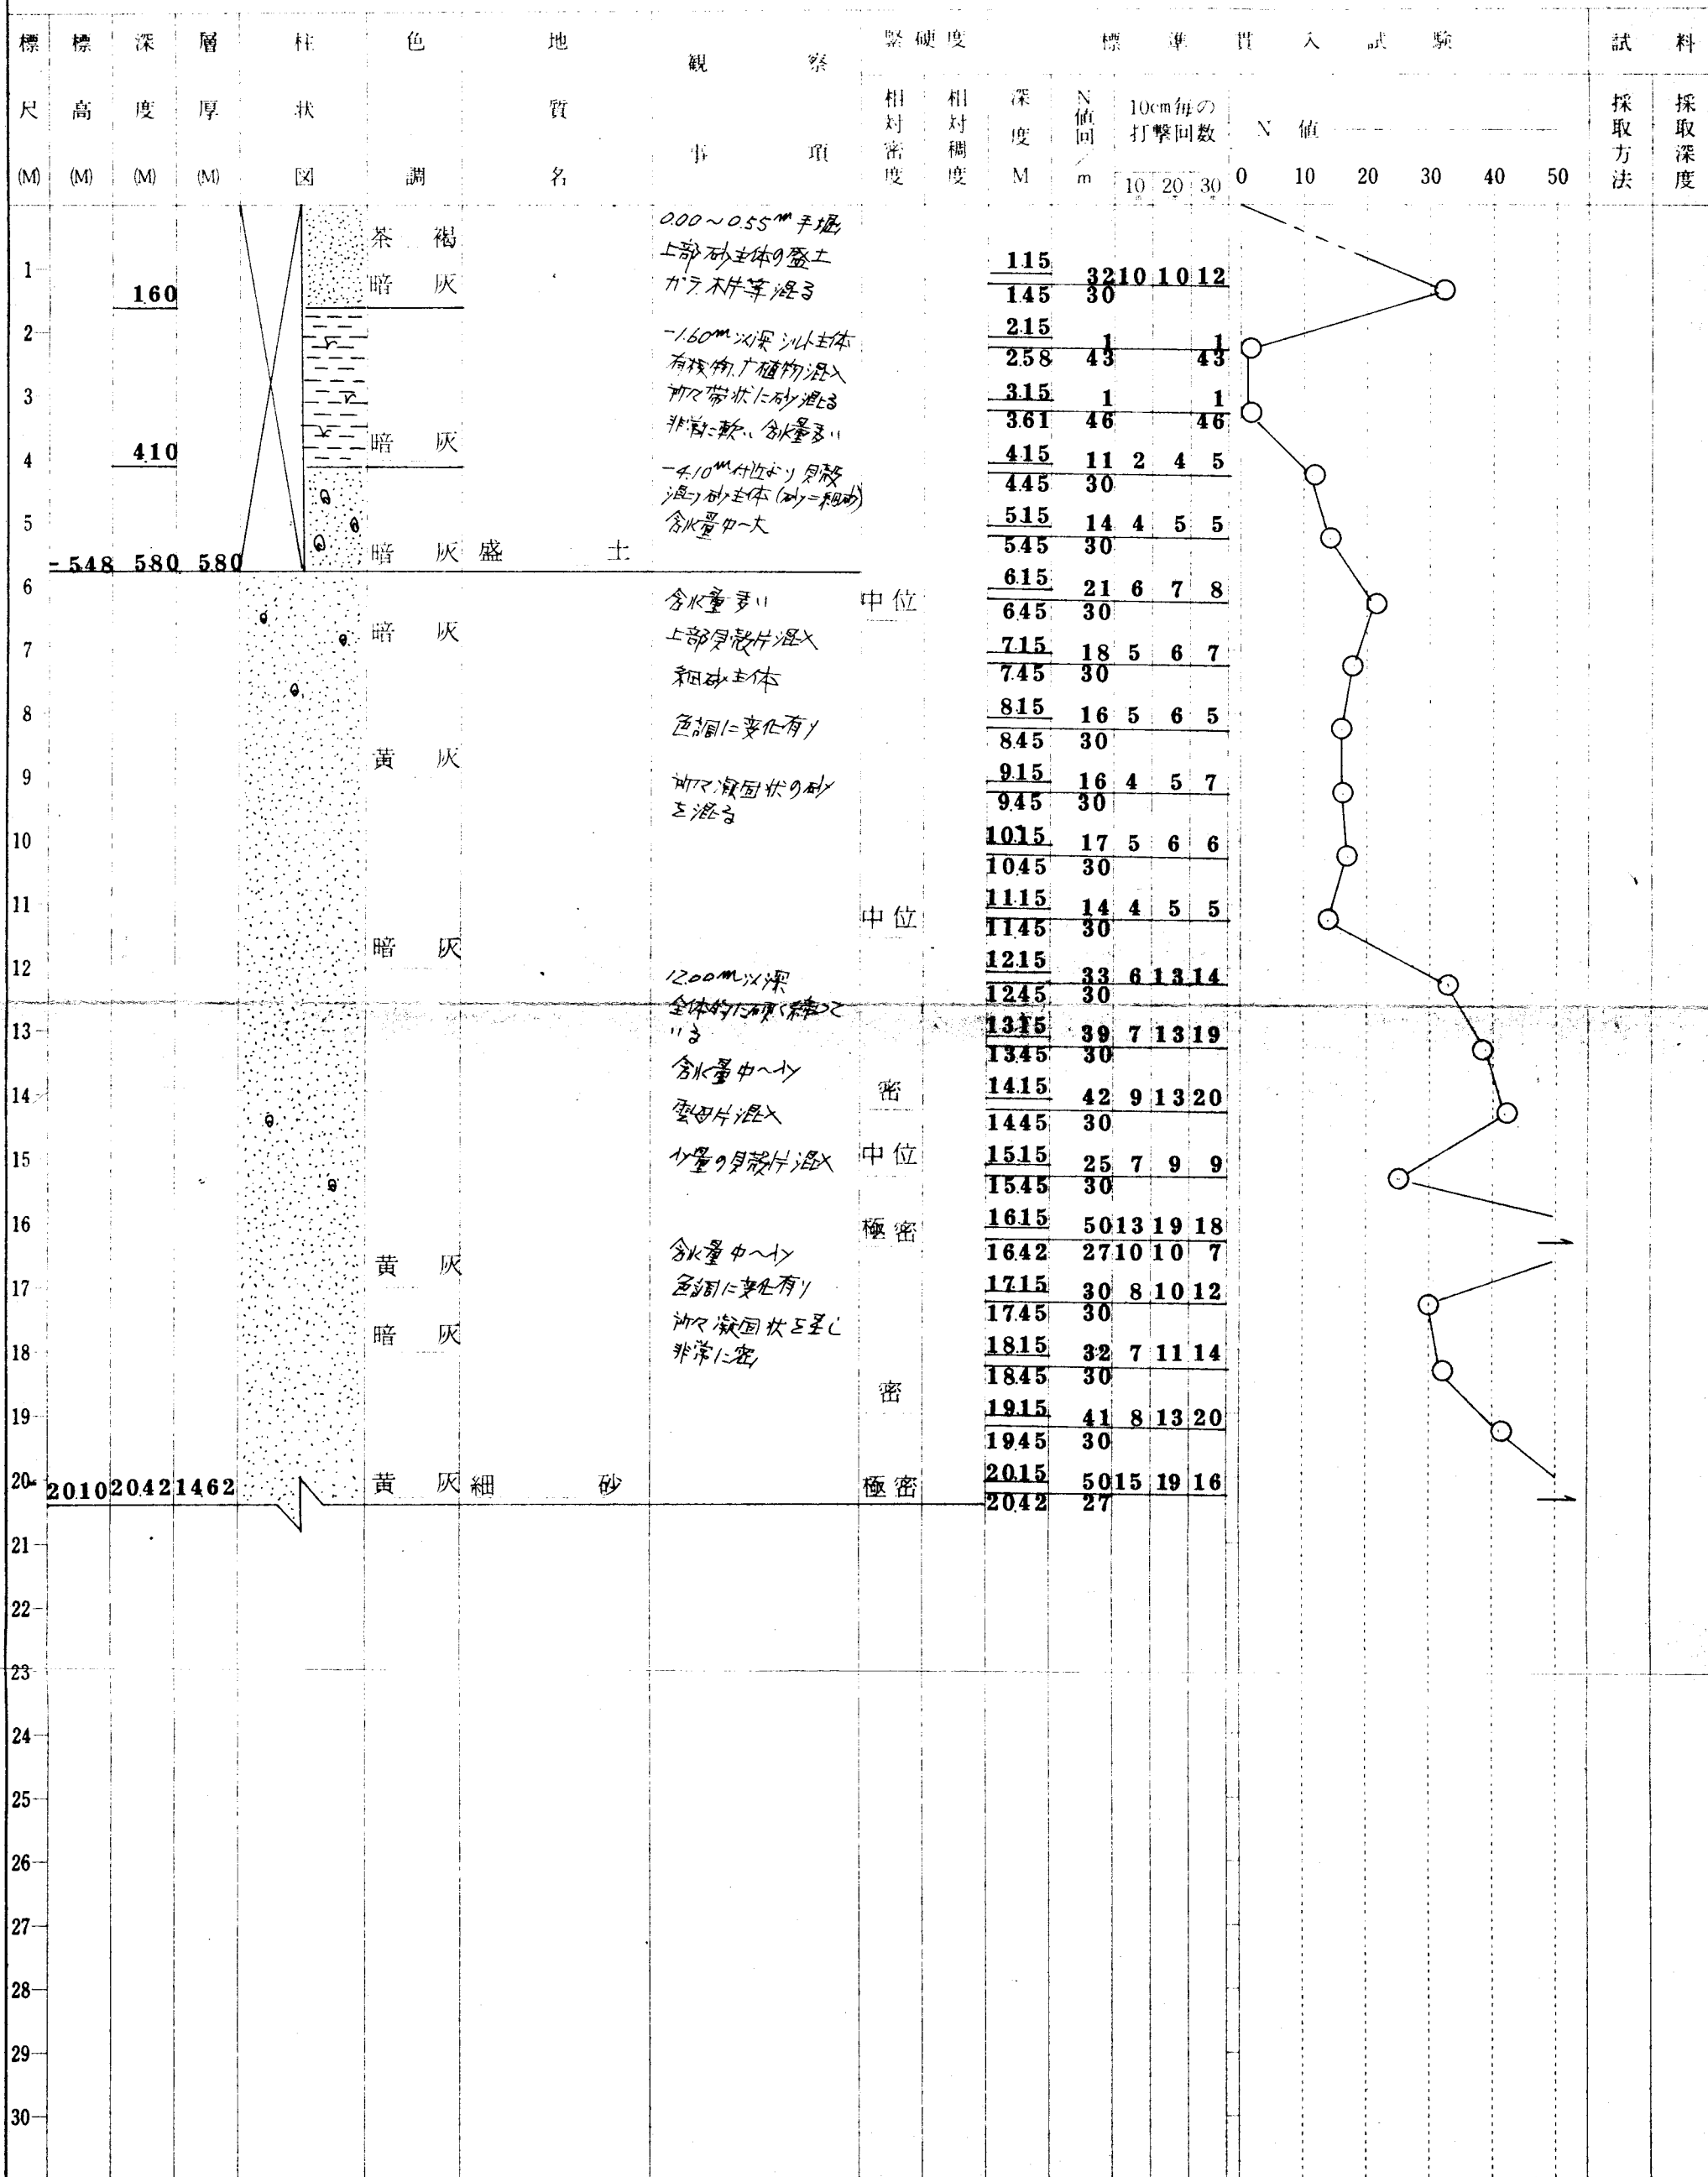 標尺(M) 標高(M) 深度(M) 層厚(M) 柱状図 色調 地質名 観察事項 堅硬度 標準貫入試験 試料
相対密度 相対稠度 深度M N値回/m 10cm毎の打撃回数 N値 採取方法 採取深度
10 20 30 0 10 20 30 40 50
茶褐 0.00~0.55m 手堀
上部砂主体の盛土
1 暗灰 ガラ.木片等混る 1.15 32 10 10 12
160 1.45 30
2 -1.60m以深 シルト主体 2.15 1 1
有機物.腐植物混入 2.58 43 43
3 所々帯状に砂混る 3.15 1 1
非常に軟い 含水量多い 3.61 46 46
4 410 暗灰 4.15 11 2 4 5
-4.10m付近より貝殻 4.45 30
混り砂主体(砂=細砂)
5 含水量中~大 5.15 14 4 5 5
-548 580 580 暗灰 盛土 5.45 30
6 含水量多い 中位 6.15 21 6 7 8
6.45 30
7 暗灰 上部貝殻片混入 7.15 18 5 6 7
細砂主体 7.45 30
8 色調に変化有り 8.15 16 5 6 5
黄灰 8.45 30
9 所々凝固状の砂 9.15 16 4 5 7
を混る 9.45 30
10 10.15 17 5 6 6
10.45 30
11 中位 11.15 14 4 5 5
暗灰 11.45 30
12 12.00m以深 12.15 33 6 13 14
全体的に硬く締って 12.45 30
13 いる 13.15 39 7 13 19
含水量中~少 13.45 30
14 密 14.15 42 9 13 20
雲母片混入 14.45 30
15 少量の貝殻片混入 中位 15.15 25 7 9 9
15.45 30
16 極密 16.15 50 13 19 18
黄灰 含水量中~少 16.42 27 10 10 7
17 色調に変化有り 17.15 30 8 10 12
暗灰 所々凝固状を呈し 17.45 30
18 非常に密 18.15 32 7 11 14
密 18.45 30
19 19.15 41 8 13 20
19.45 30
20 2010 2042 1462 黄灰 細砂 極密 20.15 50 15 19 16
20.42 27
21
22
23
24
25
26
27
28
29
30